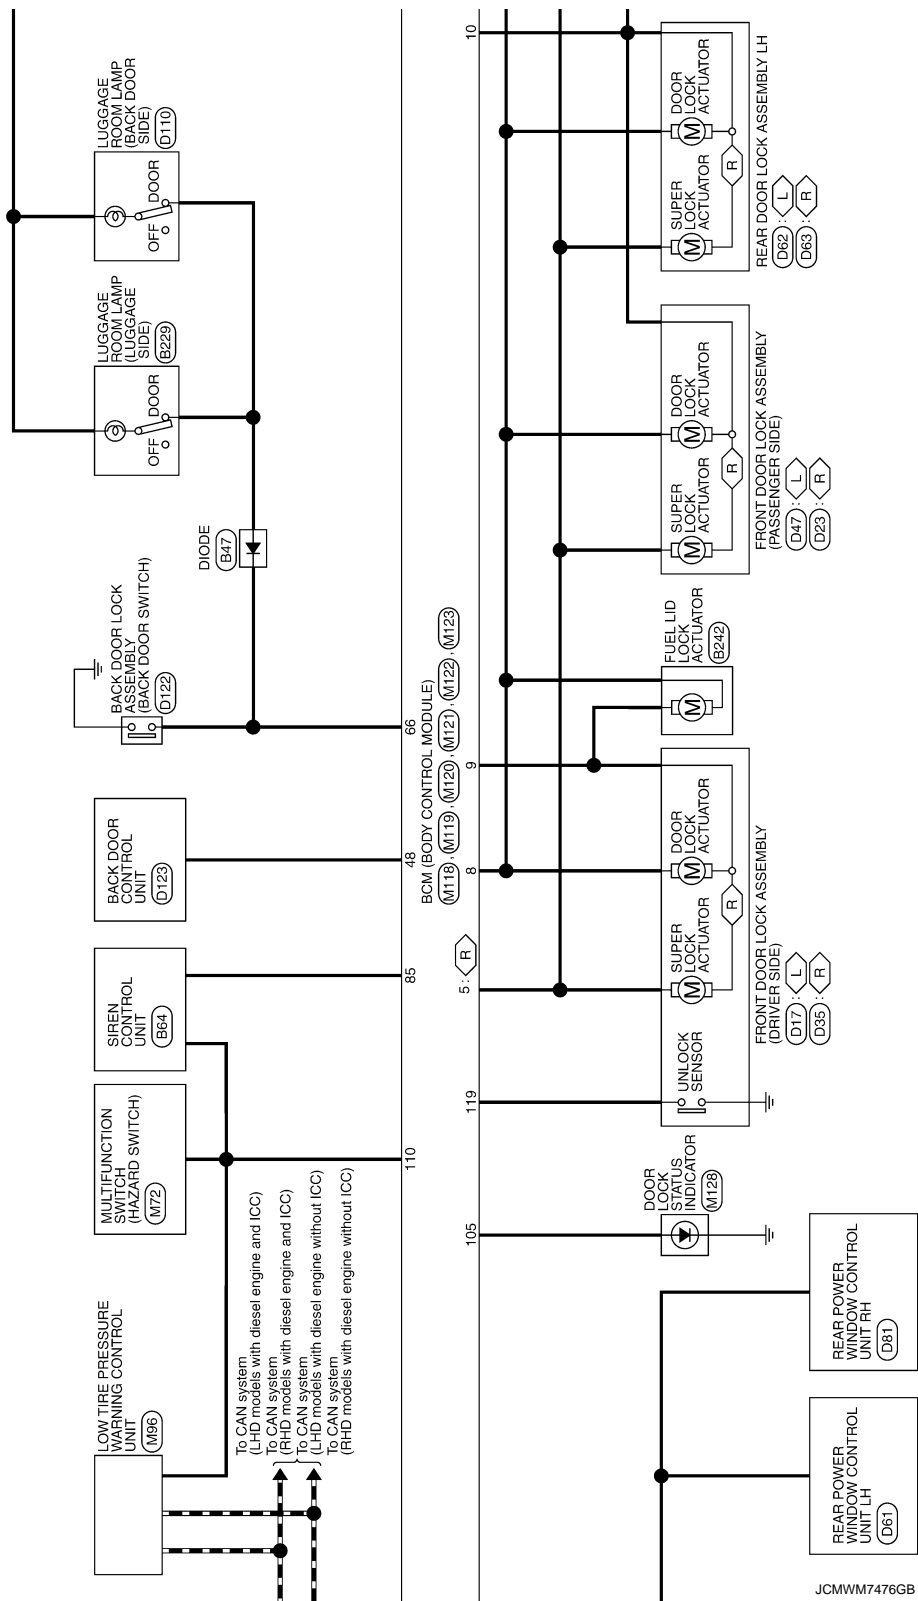 LOW TIRE PRESSURE
WARNING CONTROL
UNIT
M96
MULTIFUNCTION
SWITCH
(HAZARD SWITCH)
M72
SIREN
CONTROL
UNIT
B64
BACK DOOR
CONTROL
UNIT
D123
BACK DOOR LOCK
ASSEMBLY
(BACK DOOR SWITCH)
D122
DIODE
B47
LUGGAGE
ROOM LAMP
(LUGGAGE
SIDE)
B229
OFF
DOOR
LUGGAGE
ROOM LAMP
(BACK DOOR
SIDE)
D110
OFF
DOOR
To CAN system
(LHD models with diesel engine and ICC)
To CAN system
(RHD models with diesel engine and ICC)
To CAN system
(LHD models with diesel engine without ICC)
To CAN system
(RHD models with diesel engine without ICC)
110
85
48
66
BCM (BODY CONTROL MODULE)
M118 , M119 , M120 , M121 , M122 , M123
105
119
5 : R
8
9
10
DOOR
LOCK
STATUS
INDICATOR
M128
UNLOCK
SENSOR
SUPER
LOCK
ACTUATOR
M
DOOR
LOCK
ACTUATOR
M
R
FRONT DOOR LOCK ASSEMBLY
(DRIVER SIDE)
D17 : L
D35 : R
FUEL LID
LOCK
ACTUATOR
B242
M
SUPER
LOCK
ACTUATOR
M
DOOR
LOCK
ACTUATOR
M
R
FRONT DOOR LOCK ASSEMBLY
(PASSENGER SIDE)
D47 : L
D23 : R
SUPER
LOCK
ACTUATOR
M
DOOR
LOCK
ACTUATOR
M
R
REAR DOOR LOCK ASSEMBLY LH
D62 : L
D63 : R
REAR POWER
WINDOW CONTROL
UNIT LH
D61
REAR POWER
WINDOW CONTROL
UNIT RH
D81
JCMWM7476GB